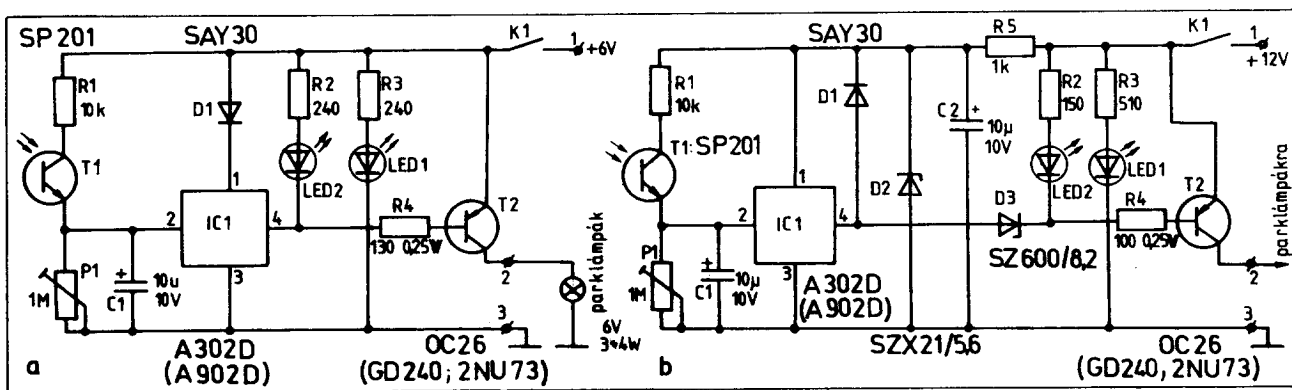 SP201
SAY30
K1
1
+6V
R1
10k
D1
R2
240
R3
240
T1
LED2
LED1
1
2
IC1
4
3
R4
130 0,25W
T2
2
parklámpák
P1
1M
10u
10V
C1
3
6V
3*4W
a
A302D
(A902D)
OC26
(GD240; 2NU73)
SAY30
R5
1k
K1
1
+12V
R1
10k
D1
C2
10µ
10V
R2
150
R3
510
T1: SP201
D2
LED2
LED1
1
2
IC1
4
3
D3
SZ600/8,2
R4
100 0,25W
T2
2
parklámpákra
P1
1M
10µ
10V
C1
A302D
(A902D)
3
b
SZX21/5,6
OC26
(GD240, 2NU73)